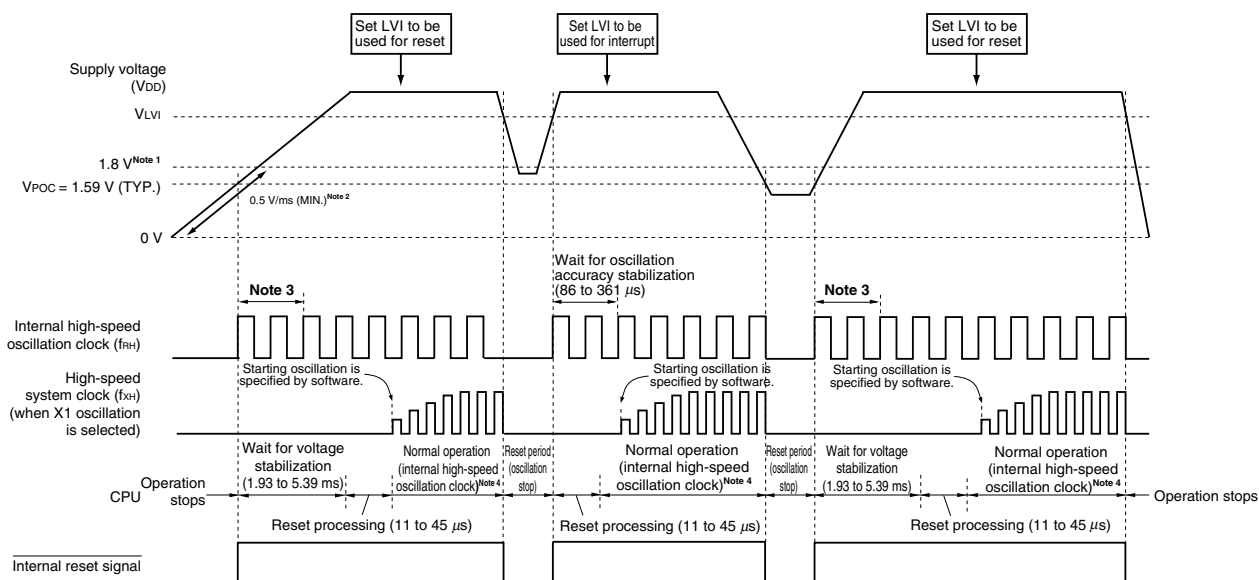 Set LVI to be
used for reset
Set LVI to be
used for interrupt
Set LVI to be
used for reset
Supply voltage
(VDD)
VLVI
1.8 V Note 1
VPOC = 1.59 V (TYP.)
0.5 V/ms (MIN.) Note 2
0 V
Wait for oscillation
accuracy stabilization
(86 to 361 μs)
Note 3
Note 3
Internal high-speed
oscillation clock (fRH)
Starting oscillation is
specified by software.
Starting oscillation is
specified by software.
Starting oscillation is
specified by software.
High-speed
system clock (fXH)
(when X1 oscillation
is selected)
Wait for voltage
stabilization
(1.93 to 5.39 ms)
Normal operation
(internal high-speed
oscillation clock) Note 4
Reset period
(oscillation
stop)
Normal operation
(internal high-speed
oscillation clock) Note 4
Reset period
(oscillation
stop)
Wait for voltage
stabilization
(1.93 to 5.39 ms)
Normal operation
(internal high-speed
oscillation clock) Note 4
CPU
Operation
stops
Operation stops
Reset processing (11 to 45 μs)
Reset processing (11 to 45 μs)
Reset processing (11 to 45 μs)
Internal reset signal